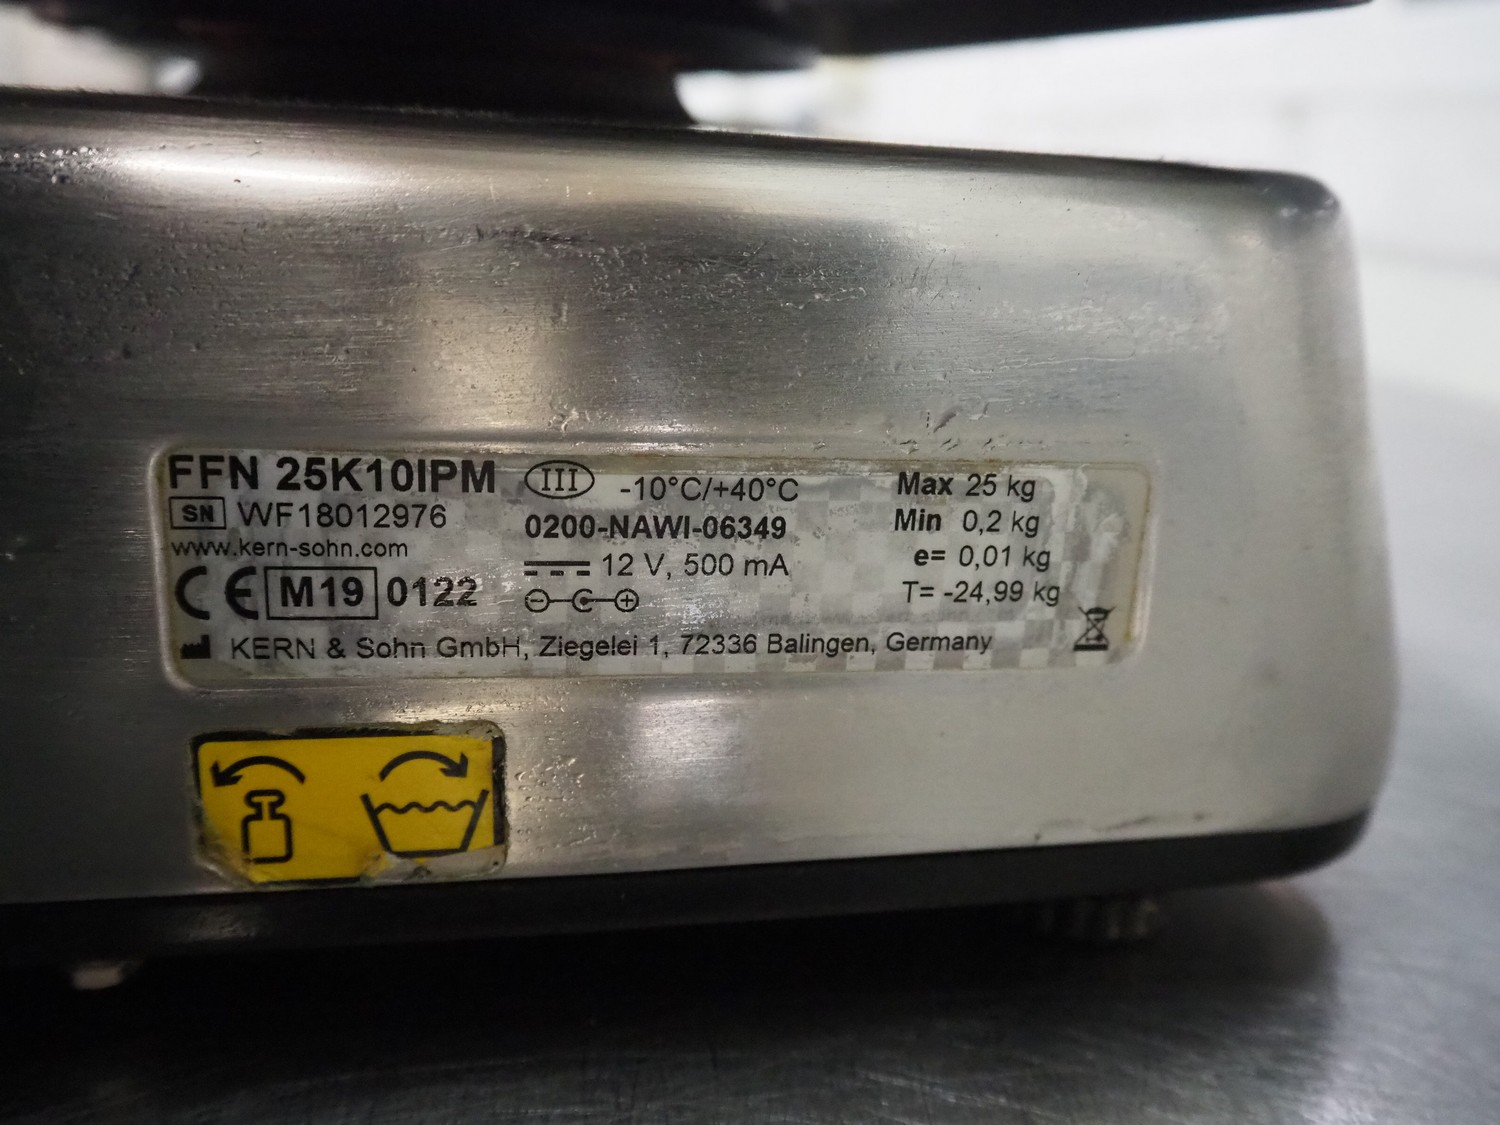 FFN 25K10IPM III -10°C/+40°C Max 25 kg
SN WF18012976 0200-NAWI-06349 Min 0,2 kg
www.kern-sohn.com 12 V, 500 mA e= 0,01 kg
CE M19 0122 T= -24,99 kg
KERN & Sohn GmbH, Ziegelei 1, 72336 Balingen, Germany